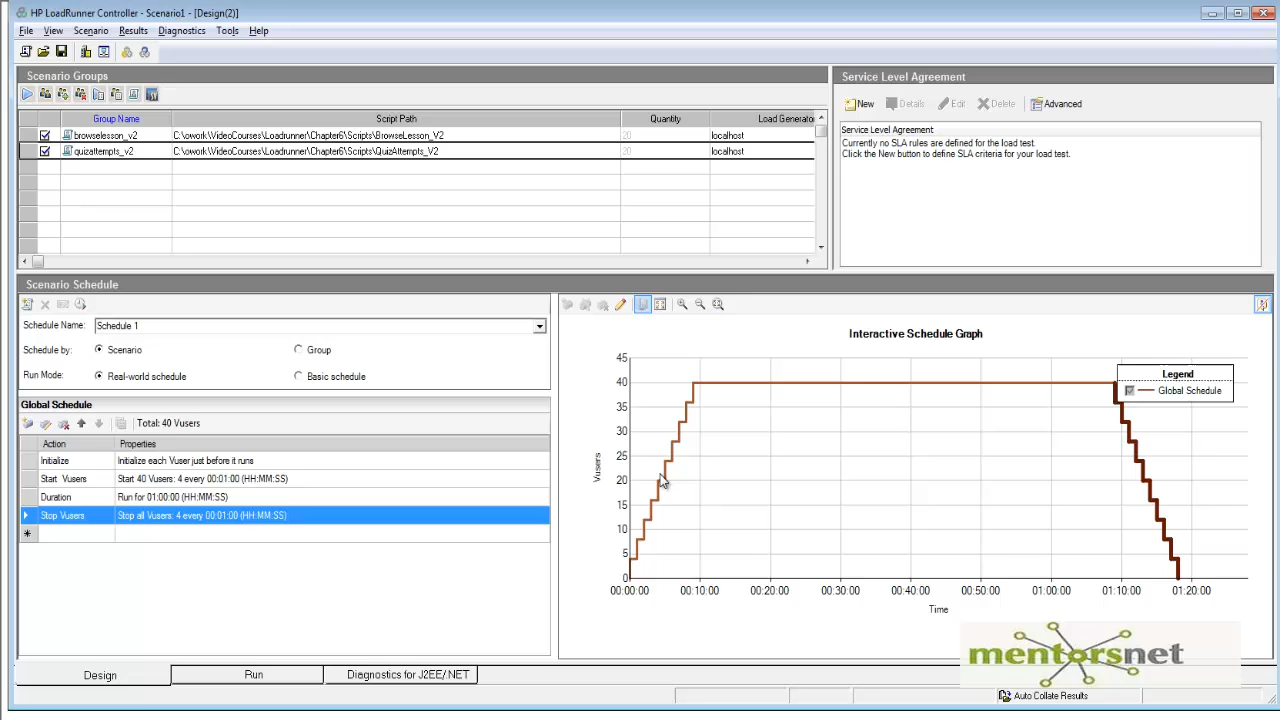 HP LoadRunner Controller - Scenario1 - [Design(2)]
File View Scenario Results Diagnostics Tools Help
Scenario Groups
Group Name Script Path Quantity Load Generato
browselesson_v2 C:\owork\VideoCourses\Loadrunner\Chapter6\Scripts\BrowseLesson_V2 20 localhost
quizattempts_v2 C:\owork\VideoCourses\Loadrunner\Chapter6\Scripts\QuizAttempts_V2 20 localhost
Service Level Agreement
New Details Edit Delete Advanced
Service Level Agreement
Currently no SLA rules are defined for the load test.
Click the New button to define SLA criteria for your load test.
Scenario Schedule
Schedule Name: Schedule 1
Schedule by: Scenario Group
Run Mode: Real-world schedule Basic schedule
Global Schedule
Total: 40 Vusers
Action Properties
Initialize Initialize each Vuser just before it runs
Start Vusers Start 40 Vusers: 4 every 00:01:00 (HH:MM:SS)
Duration Run for 01:00:00 (HH:MM:SS)
Stop Vusers Stop all Vusers: 4 every 00:01:00 (HH:MM:SS)
Interactive Schedule Graph
Legend
Global Schedule
45
40
35
30
25
20
15
10
5
0
Vusers
00:00:00 00:10:00 00:20:00 00:30:00 00:40:00 00:50:00 01:00:00 01:10:00 01:20:00
Time
mentorsnet
Design Run Diagnostics for J2EE/.NET
Auto Collate Results